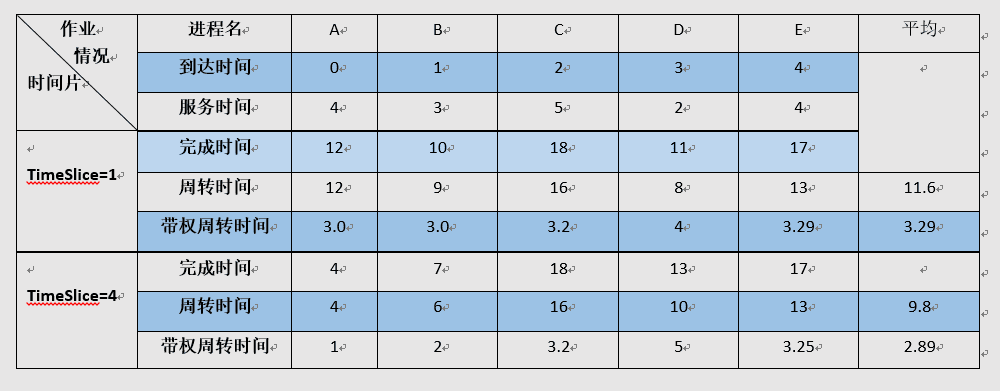 作业 进程名 A B C D E 平均
情况
时间片
到达时间 0 1 2 3 4
服务时间 4 3 5 2 4
TimeSlice=1
完成时间 12 10 18 11 17
周转时间 12 9 16 8 13 11.6
带权周转时间 3.0 3.0 3.2 4 3.29 3.29
TimeSlice=4
完成时间 4 7 18 13 17
周转时间 4 6 16 10 13 9.8
带权周转时间 1 2 3.2 5 3.25 2.89